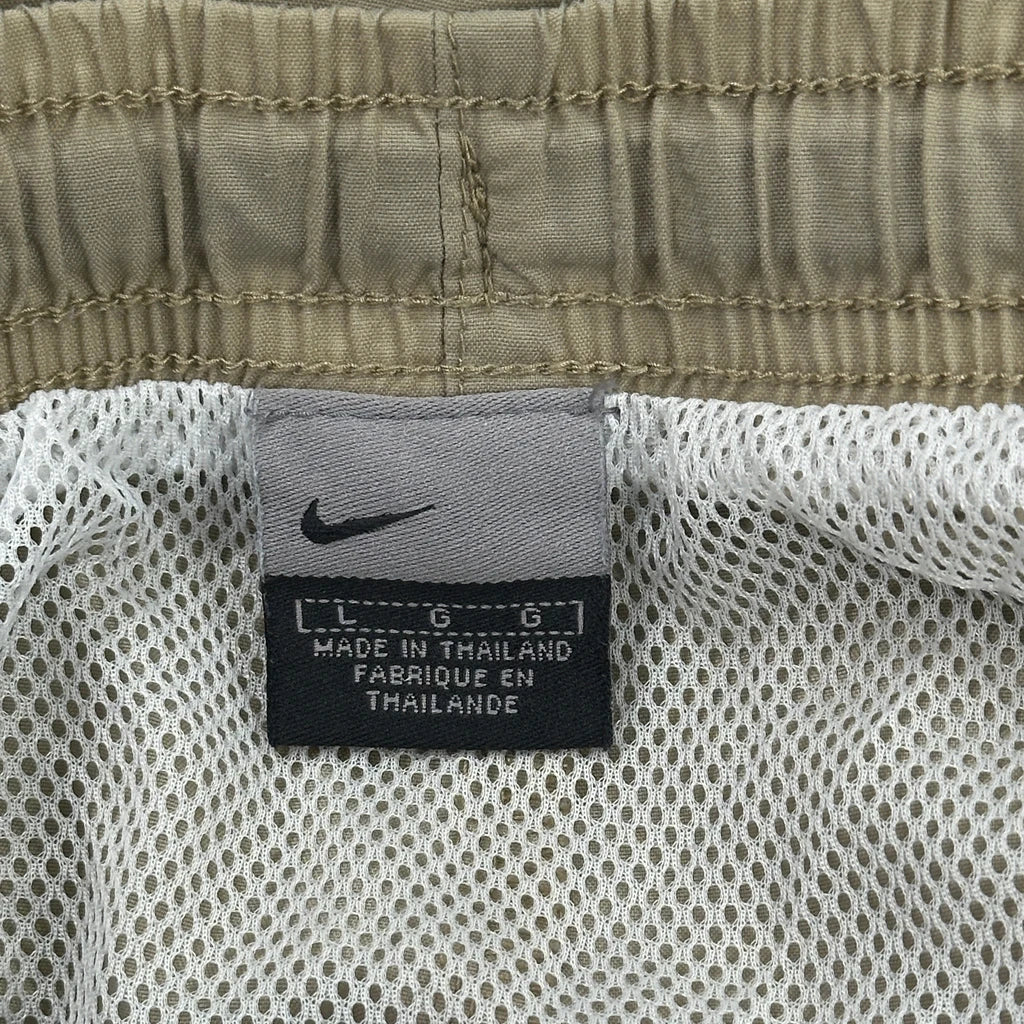 L G G
MADE IN THAILAND
FABRIQUE EN
THAILANDE